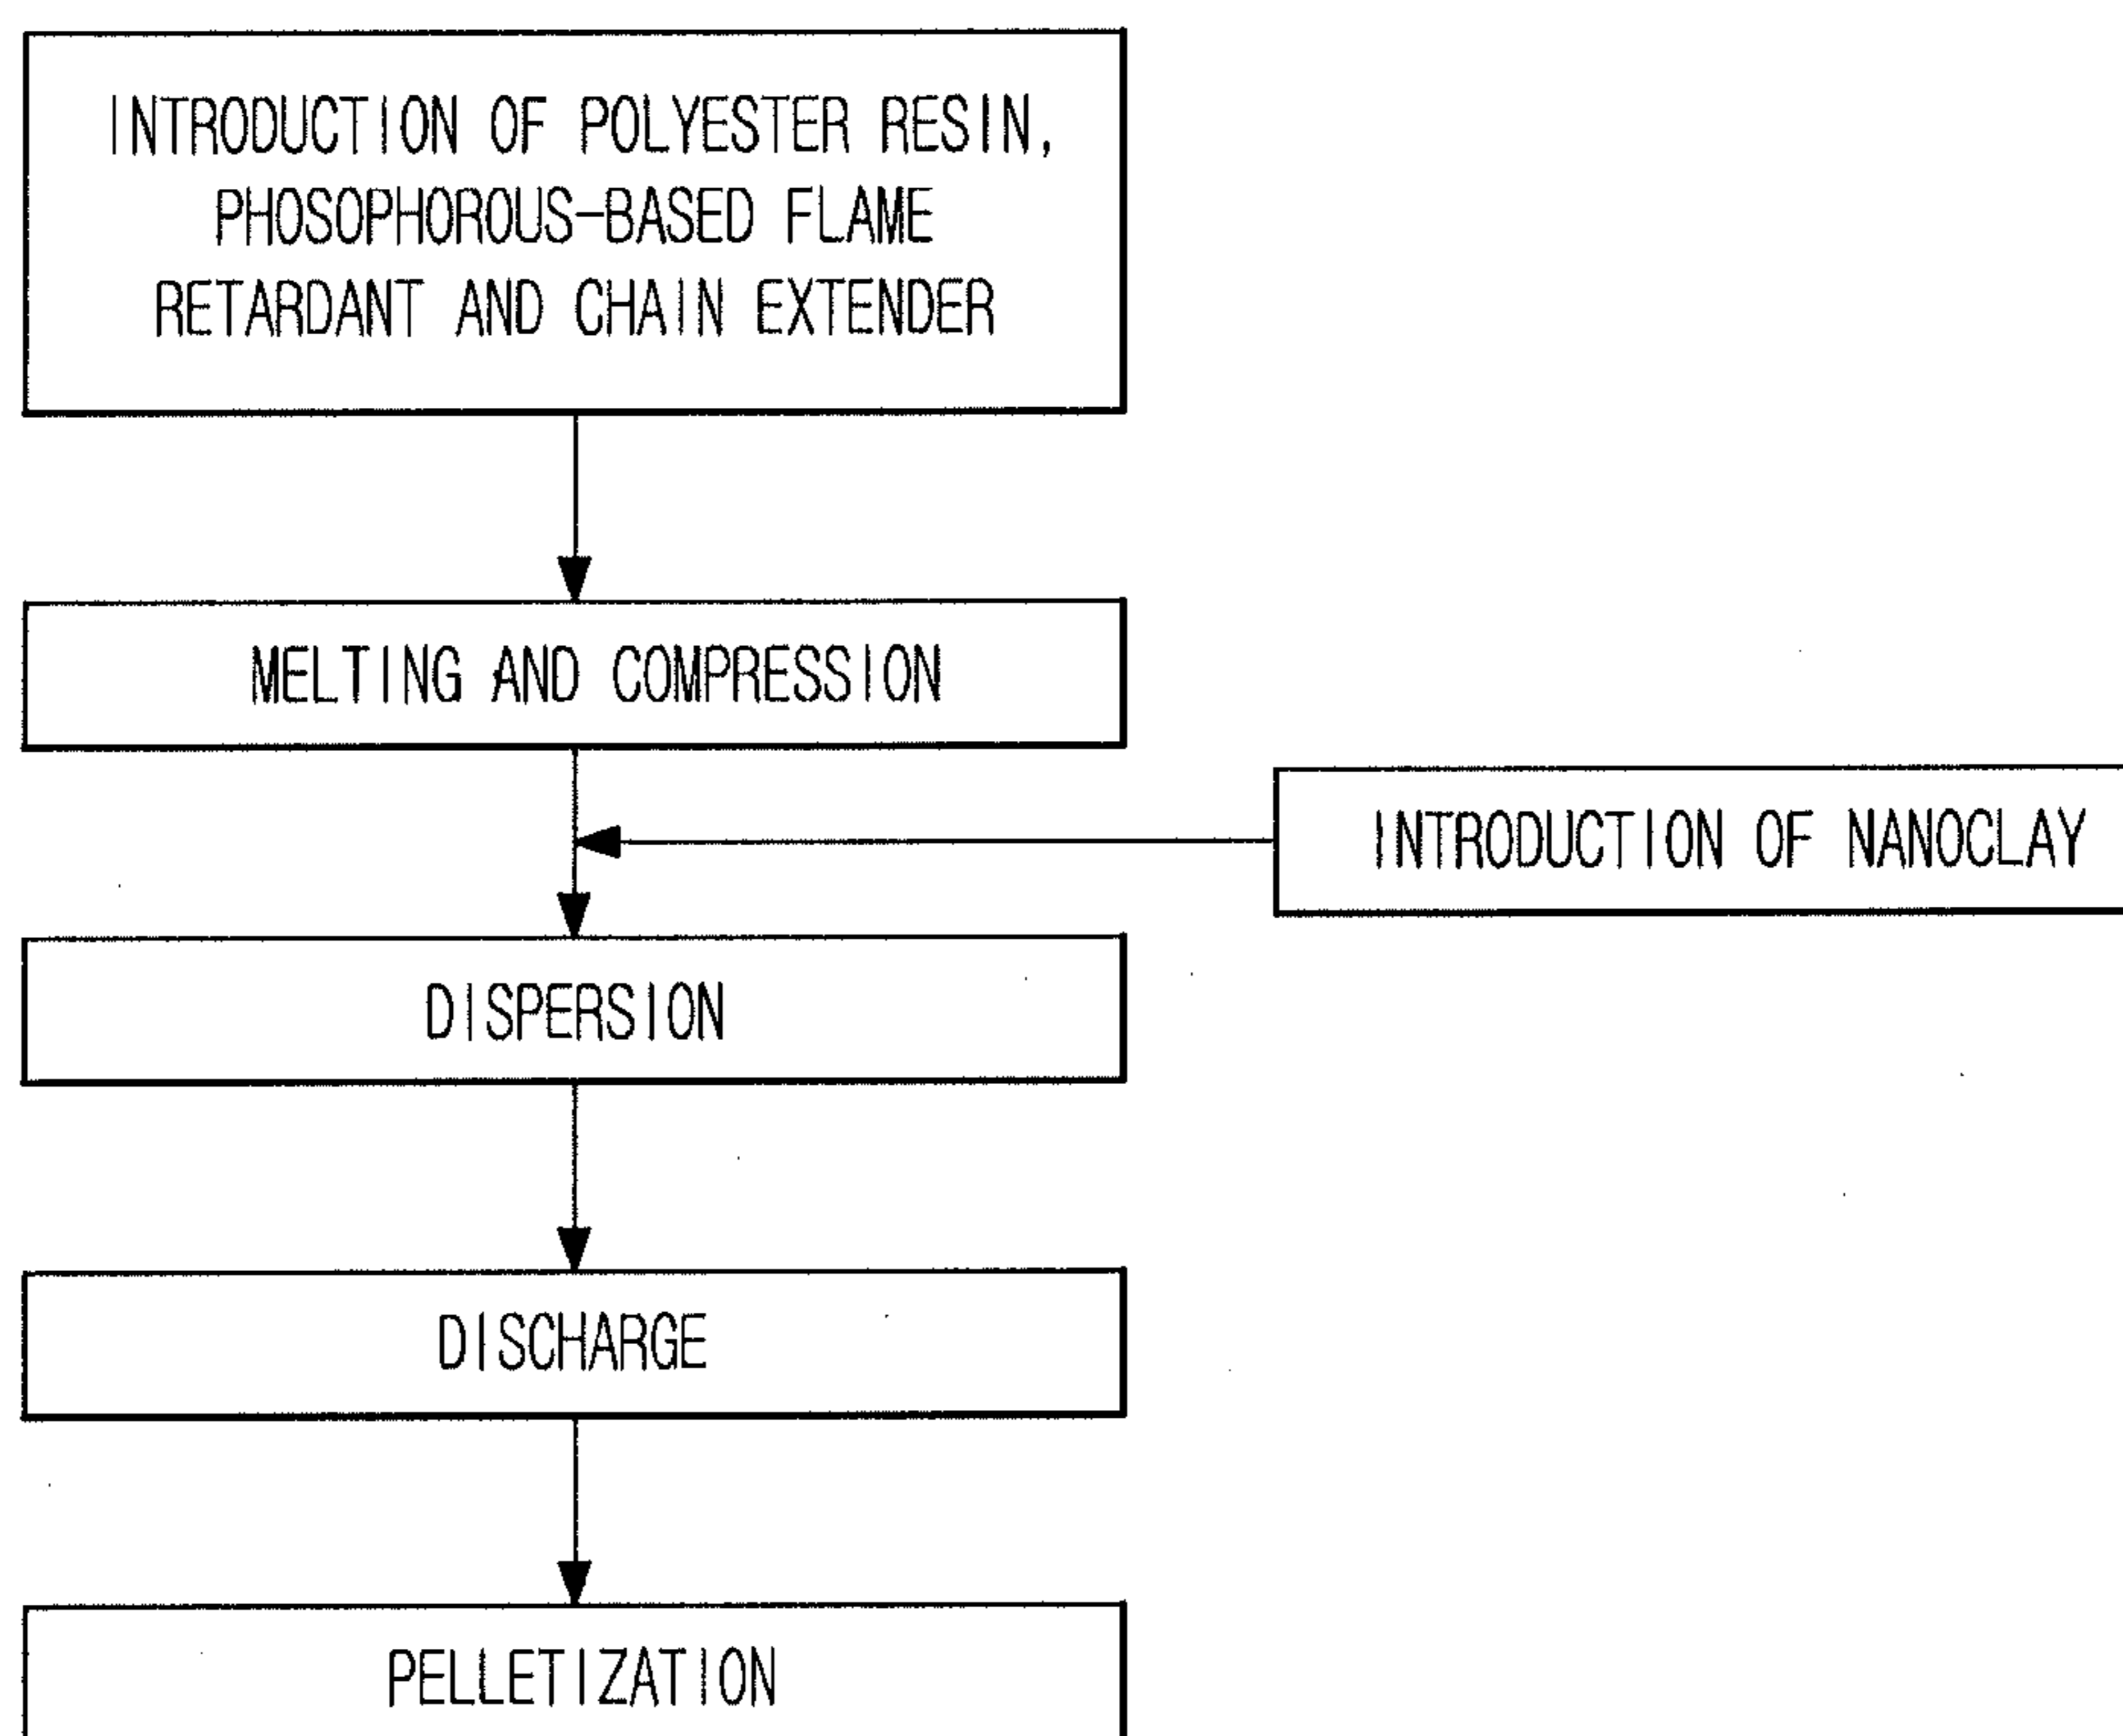 INTRODUCTION OF POLYESTER RESIN,
PHOSOPHOROUS-BASED FLAME
RETARDANT AND CHAIN EXTENDER
MELTING AND COMPRESSION
INTRODUCTION OF NANOCLAY
DISPERSION
DISCHARGE
PELLETIZATION